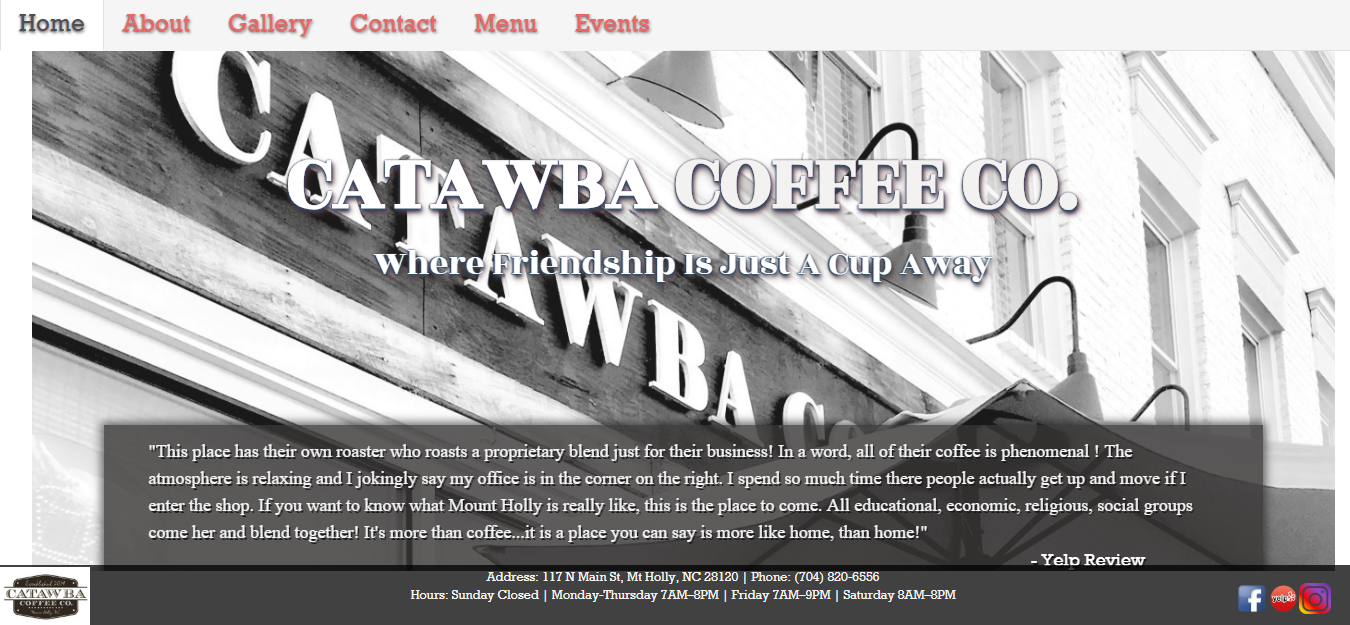 Home About Gallery Contact Menu Events
CATAWBA Co
CATAWBA COFFEE CO.
Where Friendship Is Just A Cup Away
"This place has their own roaster who roasts a proprietary blend just for their business! In a word, all of their coffee is phenomenal ! The
atmosphere is relaxing and I jokingly say my office is in the corner on the right. I spend so much time there people actually get up and move if I
enter the shop. If you want to know what Mount Holly is really like, this is the place to come. All educational, economic, religious, social groups
come her and blend together! It's more than coffee...it is a place you can say is more like home, than home!"
- Yelp Review
Established 2014
CATAWBA
COFFEE CO.
Mount Holly, NC
Address: 117 N Main St, Mt Holly, NC 28120 | Phone: (704) 820-6556
Hours: Sunday Closed | Monday-Thursday 7AM–8PM | Friday 7AM–9PM | Saturday 8AM–8PM
f
yelp